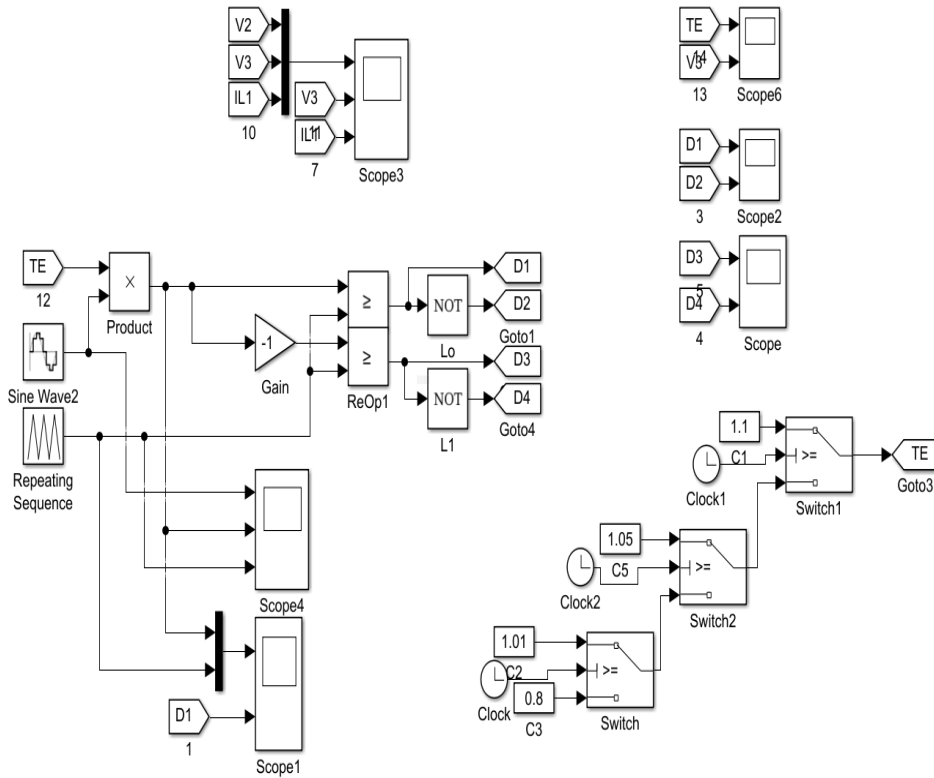 V2
V3
IL1
10
V3
11
IL1
7
Scope3
TE
14
V3
13
Scope6
D1
D2
3
Scope2
D3
5
D4
4
Scope
TE
12
×
Product
Sine Wave2
Repeating
Sequence
-1
Gain
≥
≥
ReOp1
NOT
Lo
NOT
L1
D1
D2
Goto1
D3
D4
Goto4
Scope4
D1
1
Scope1
1.1
C1
Clock1
>=
Switch1
TE
Goto3
1.05
C5
Clock2
>=
Switch2
1.01
C2
Clock
0.8
C3
>=
Switch